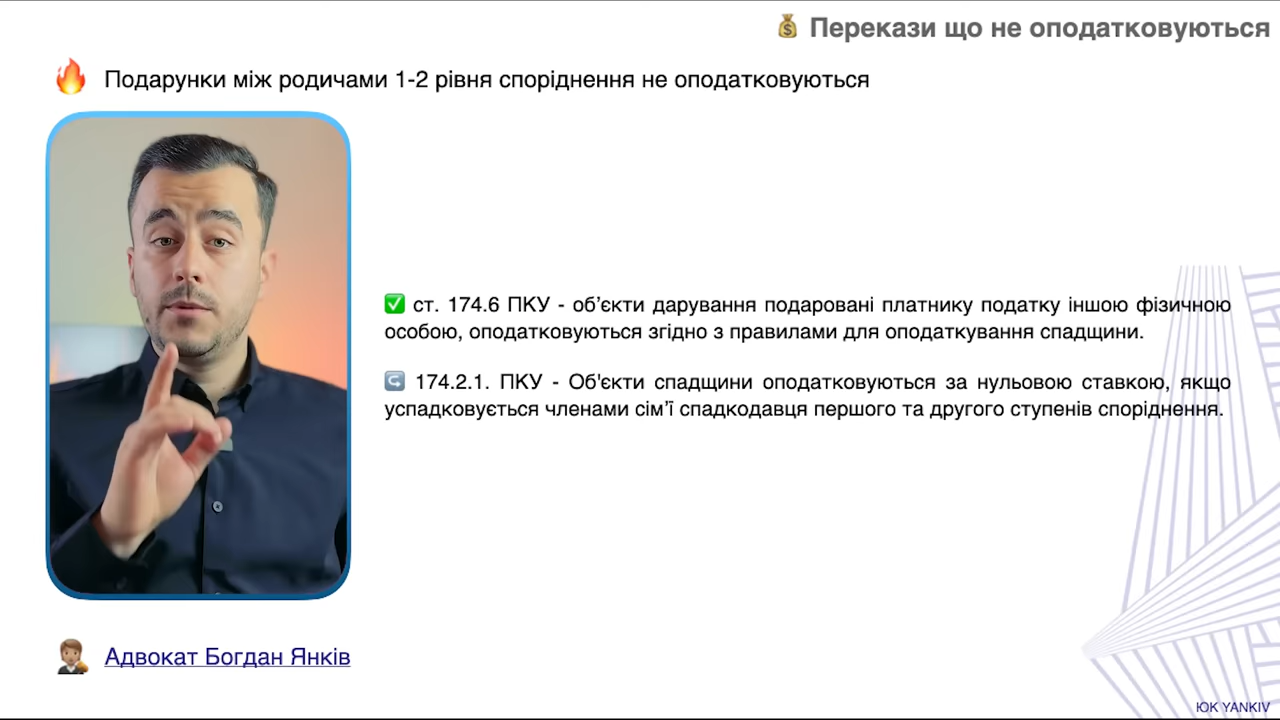 💰 Перекази що не оподатковуються
🔥 Подарунки між родичами 1-2 рівня споріднення не оподатковуються
✅ ст. 174.6 ПКУ - об’єкти дарування подаровані платнику податку іншою фізичною
особою, оподатковуються згідно з правилами для оподаткування спадщини.
↪️ 174.2.1. ПКУ - Об'єкти спадщини оподатковуються за нульовою ставкою, якщо
успадковується членами сім’ї спадкодавця першого та другого ступенів споріднення.
Адвокат Богдан Янків
ЮК YANKIV